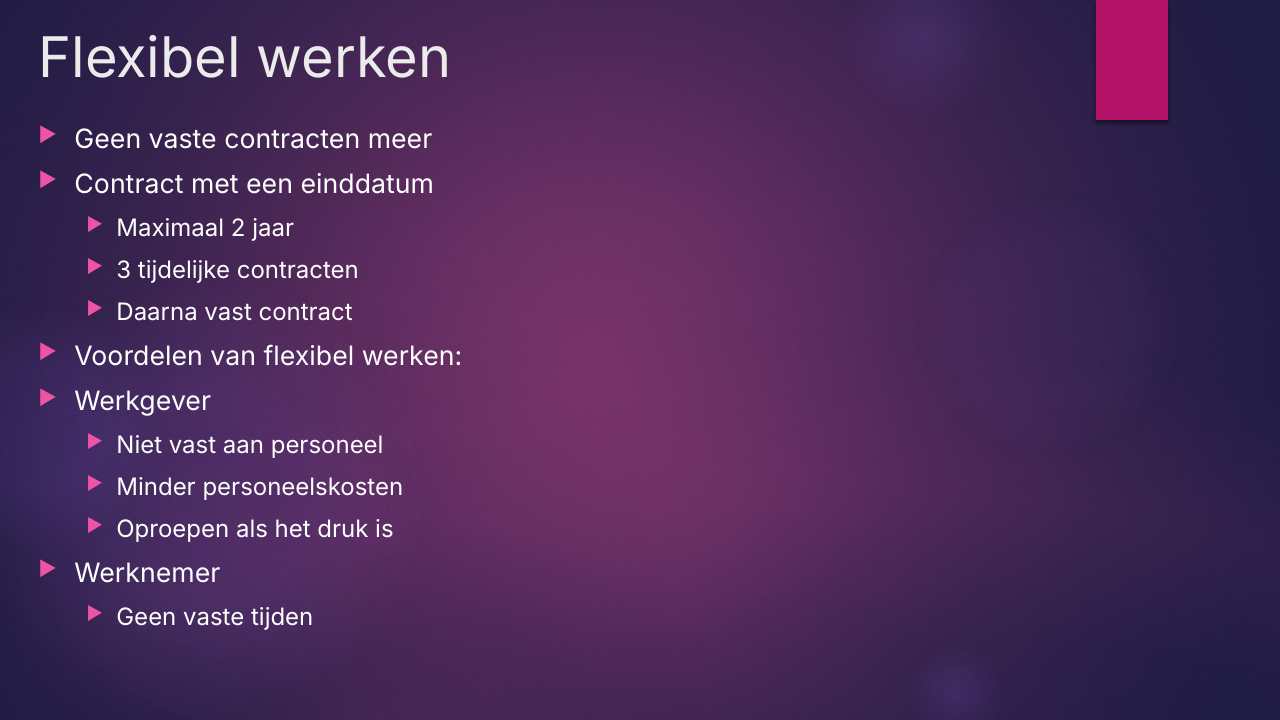 Flexibel werken
Geen vaste contracten meer
Contract met een einddatum
Maximaal 2 jaar
3 tijdelijke contracten
Daarna vast contract
Voordelen van flexibel werken:
Werkgever
Niet vast aan personeel
Minder personeelskosten
Oproepen als het druk is
Werknemer
Geen vaste tijden